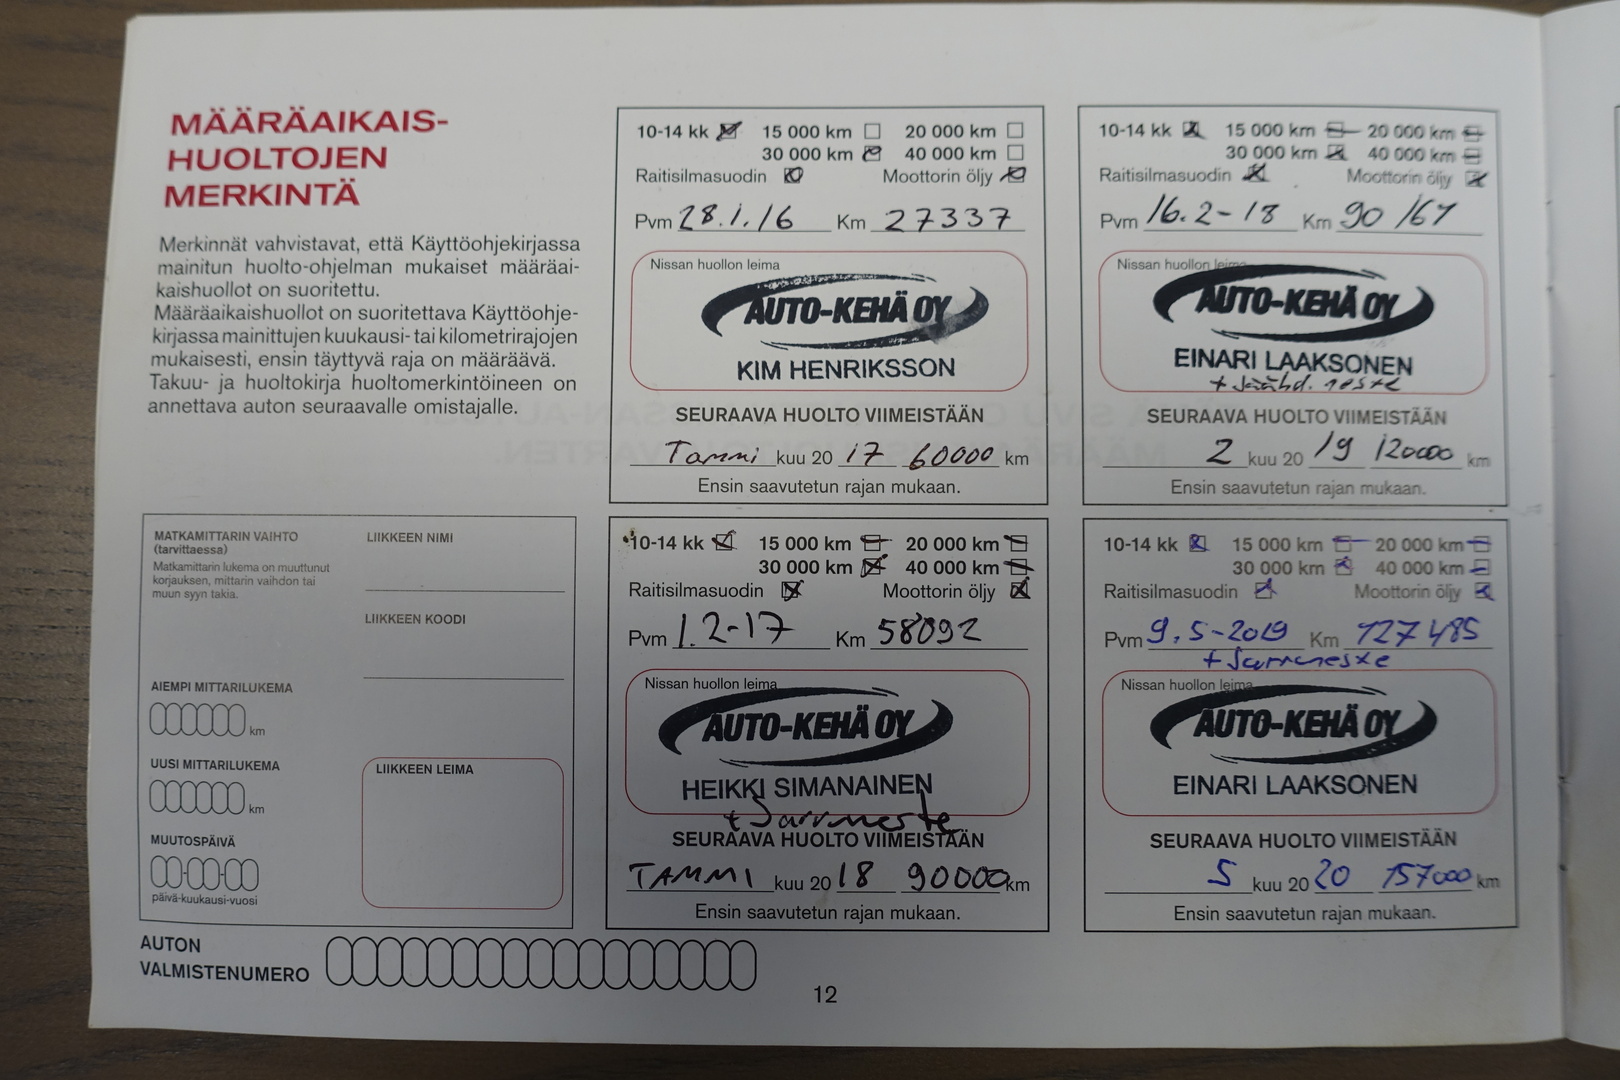 MÄÄRÄAIKAIS-
HUOLTOJEN
MERKINTÄ
Merkinnät vahvistavat, että Käyttöohjekirjassa
mainitun huolto-ohjelman mukaiset määräai-
kaishuollot on suoritettu.
Määräaikaishuollot on suoritettava Käyttöohje-
kirjassa mainittujen kuukausi- tai kilometrirajojen
mukaisesti, ensin täyttyvä raja on määräävä.
Takuu- ja huoltokirja huoltomerkintöineen on
annettava auton seuraavalle omistajalle.
10-14 kk 15 000 km 20 000 km
30 000 km 40 000 km
Raitisilmasuodin Moottorin öljy
Pvm 28.1.16 Km 27337
Nissan huollon leima
AUTO-KEHÄ OY
KIM HENRIKSSON
SEURAAVA HUOLTO VIIMEISTÄÄN
Tammi kuu 20 17 60000 km
Ensin saavutetun rajan mukaan.
10-14 kk 15 000 km 20 000 km
30 000 km 40 000 km
Raitisilmasuodin Moottorin öljy
Pvm 16.2-18 Km 90 167
Nissan huollon leima
AUTO-KEHÄ OY
EINARI LAAKSONEN
+ Jäähd. neste
SEURAAVA HUOLTO VIIMEISTÄÄN
2 kuu 20 19 120000 km
Ensin saavutetun rajan mukaan.
MATKAMITTARIN VAIHTO
(tarvittaessa)
Matkamittarin lukema on muuttunut
korjauksen, mittarin vaihdon tai
muun syyn takia.
LIIKKEEN NIMI
LIIKKEEN KOODI
AIEMPI MITTARILUKEMA
km
UUSI MITTARILUKEMA
km
MUUTOSPÄIVÄ
päivä-kuukausi-vuosi
LIIKKEEN LEIMA
10-14 kk 15 000 km 20 000 km
30 000 km 40 000 km
Raitisilmasuodin Moottorin öljy
Pvm 1.2-17 Km 58092
Nissan huollon leima
AUTO-KEHÄ OY
HEIKKI SIMANAINEN
+ Jarruneste
SEURAAVA HUOLTO VIIMEISTÄÄN
TAMMI kuu 20 18 90000 km
Ensin saavutetun rajan mukaan.
10-14 kk 15 000 km 20 000 km
30 000 km 40 000 km
Raitisilmasuodin Moottorin öljy
Pvm 9.5-2019 Km 127485
+ Jarruneste
Nissan huollon leima
AUTO-KEHÄ OY
EINARI LAAKSONEN
SEURAAVA HUOLTO VIIMEISTÄÄN
5 kuu 20 20 157000 km
Ensin saavutetun rajan mukaan.
AUTON
VALMISTENUMERO
12